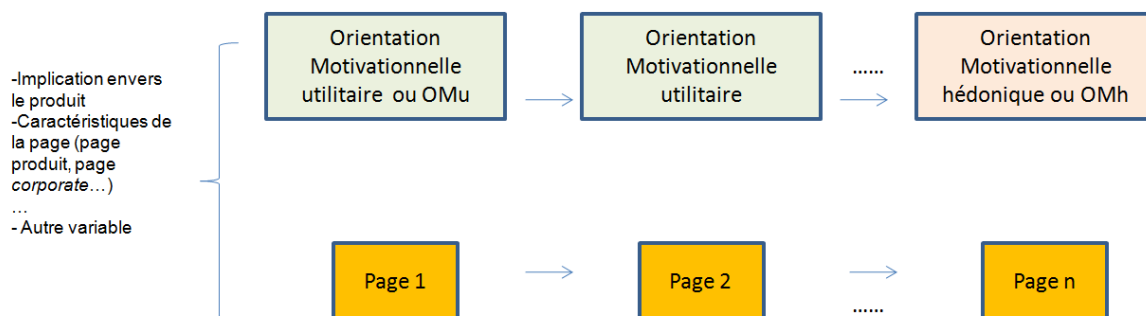 -Implication envers
le produit
-Caractéristiques de
la page (page
produit, page
corporate…)
…
- Autre variable
Orientation
Motivationnelle
utilitaire ou OMu
Orientation
Motivationnelle
utilitaire
......
Orientation
Motivationnelle
hédonique ou OMh
Page 1
Page 2
......
Page n